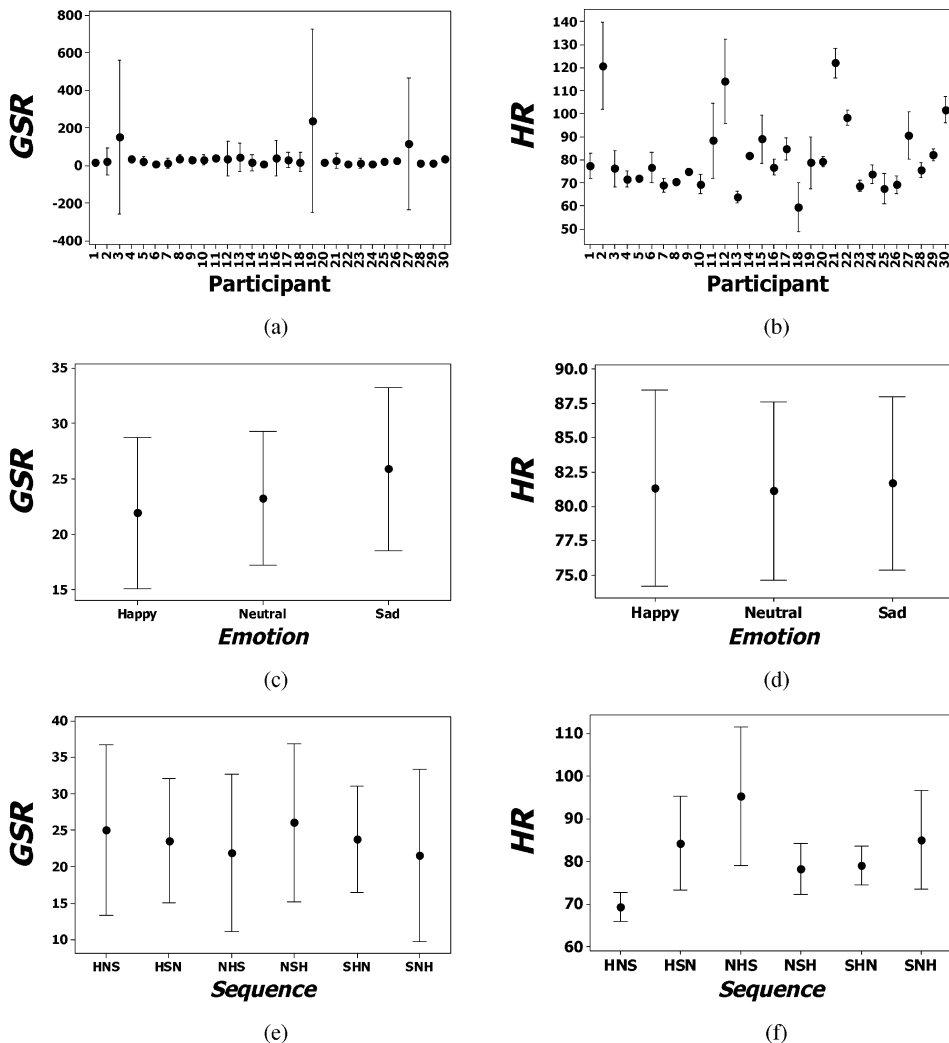 800
600
400
200
0
-200
-400
GSR
1 2 3 4 5 6 7 8 9 10 11 12 13 14 15 16 17 18 19 20 21 22 23 24 25 26 27 28 29 30
Participant
(a)
140
130
120
110
100
90
80
70
60
50
HR
1 2 3 4 5 6 7 8 9 10 11 12 13 14 15 16 17 18 19 20 21 22 23 24 25 26 27 28 29 30
Participant
(b)
35
30
25
20
15
GSR
Happy Neutral Sad
Emotion
(c)
90.0
87.5
85.0
82.5
80.0
77.5
75.0
HR
Happy Neutral Sad
Emotion
(d)
40
35
30
25
20
15
10
GSR
HNS HSN NHS NSH SHN SNH
Sequence
(e)
110
100
90
80
70
60
HR
HNS HSN NHS NSH SHN SNH
Sequence
(f)